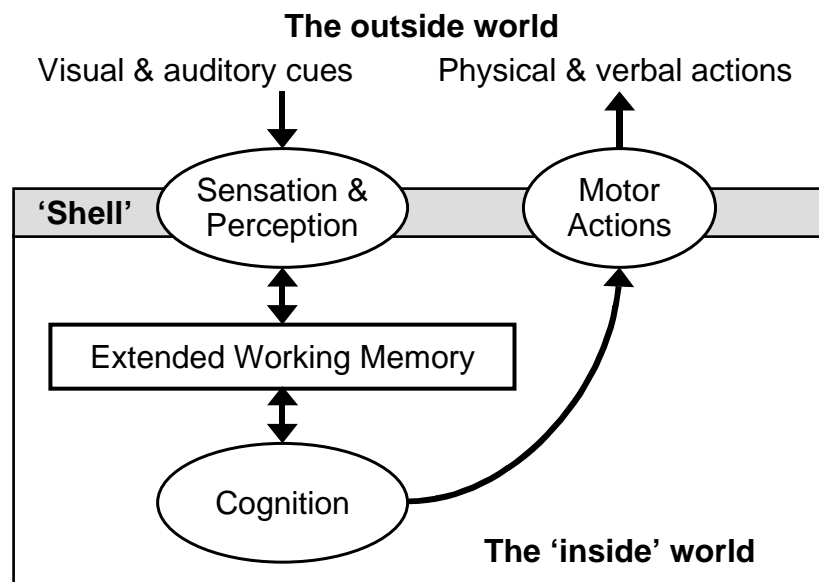 The outside world
Visual & auditory cues
Physical & verbal actions
‘Shell’
Sensation &
Perception
Motor
Actions
Extended Working Memory
Cognition
The ‘inside’ world